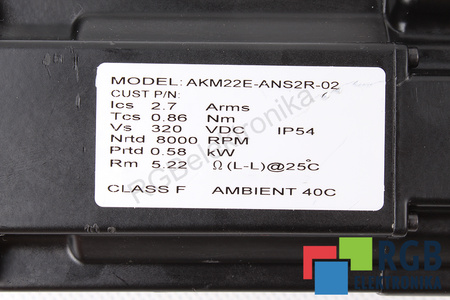 MODEL: AKM22E-ANS2R-02
CUST P/N:
Ics 2.7 Arms
Tcs 0.86 Nm
Vs 320 VDC IP54
Nrtd 8000 RPM
Prtd 0.58 kW
Rm 5.22 Ω(L-L)@25°C
CLASS F AMBIENT 40C
RGBelektronika
RGB
ELEKTRONIKA